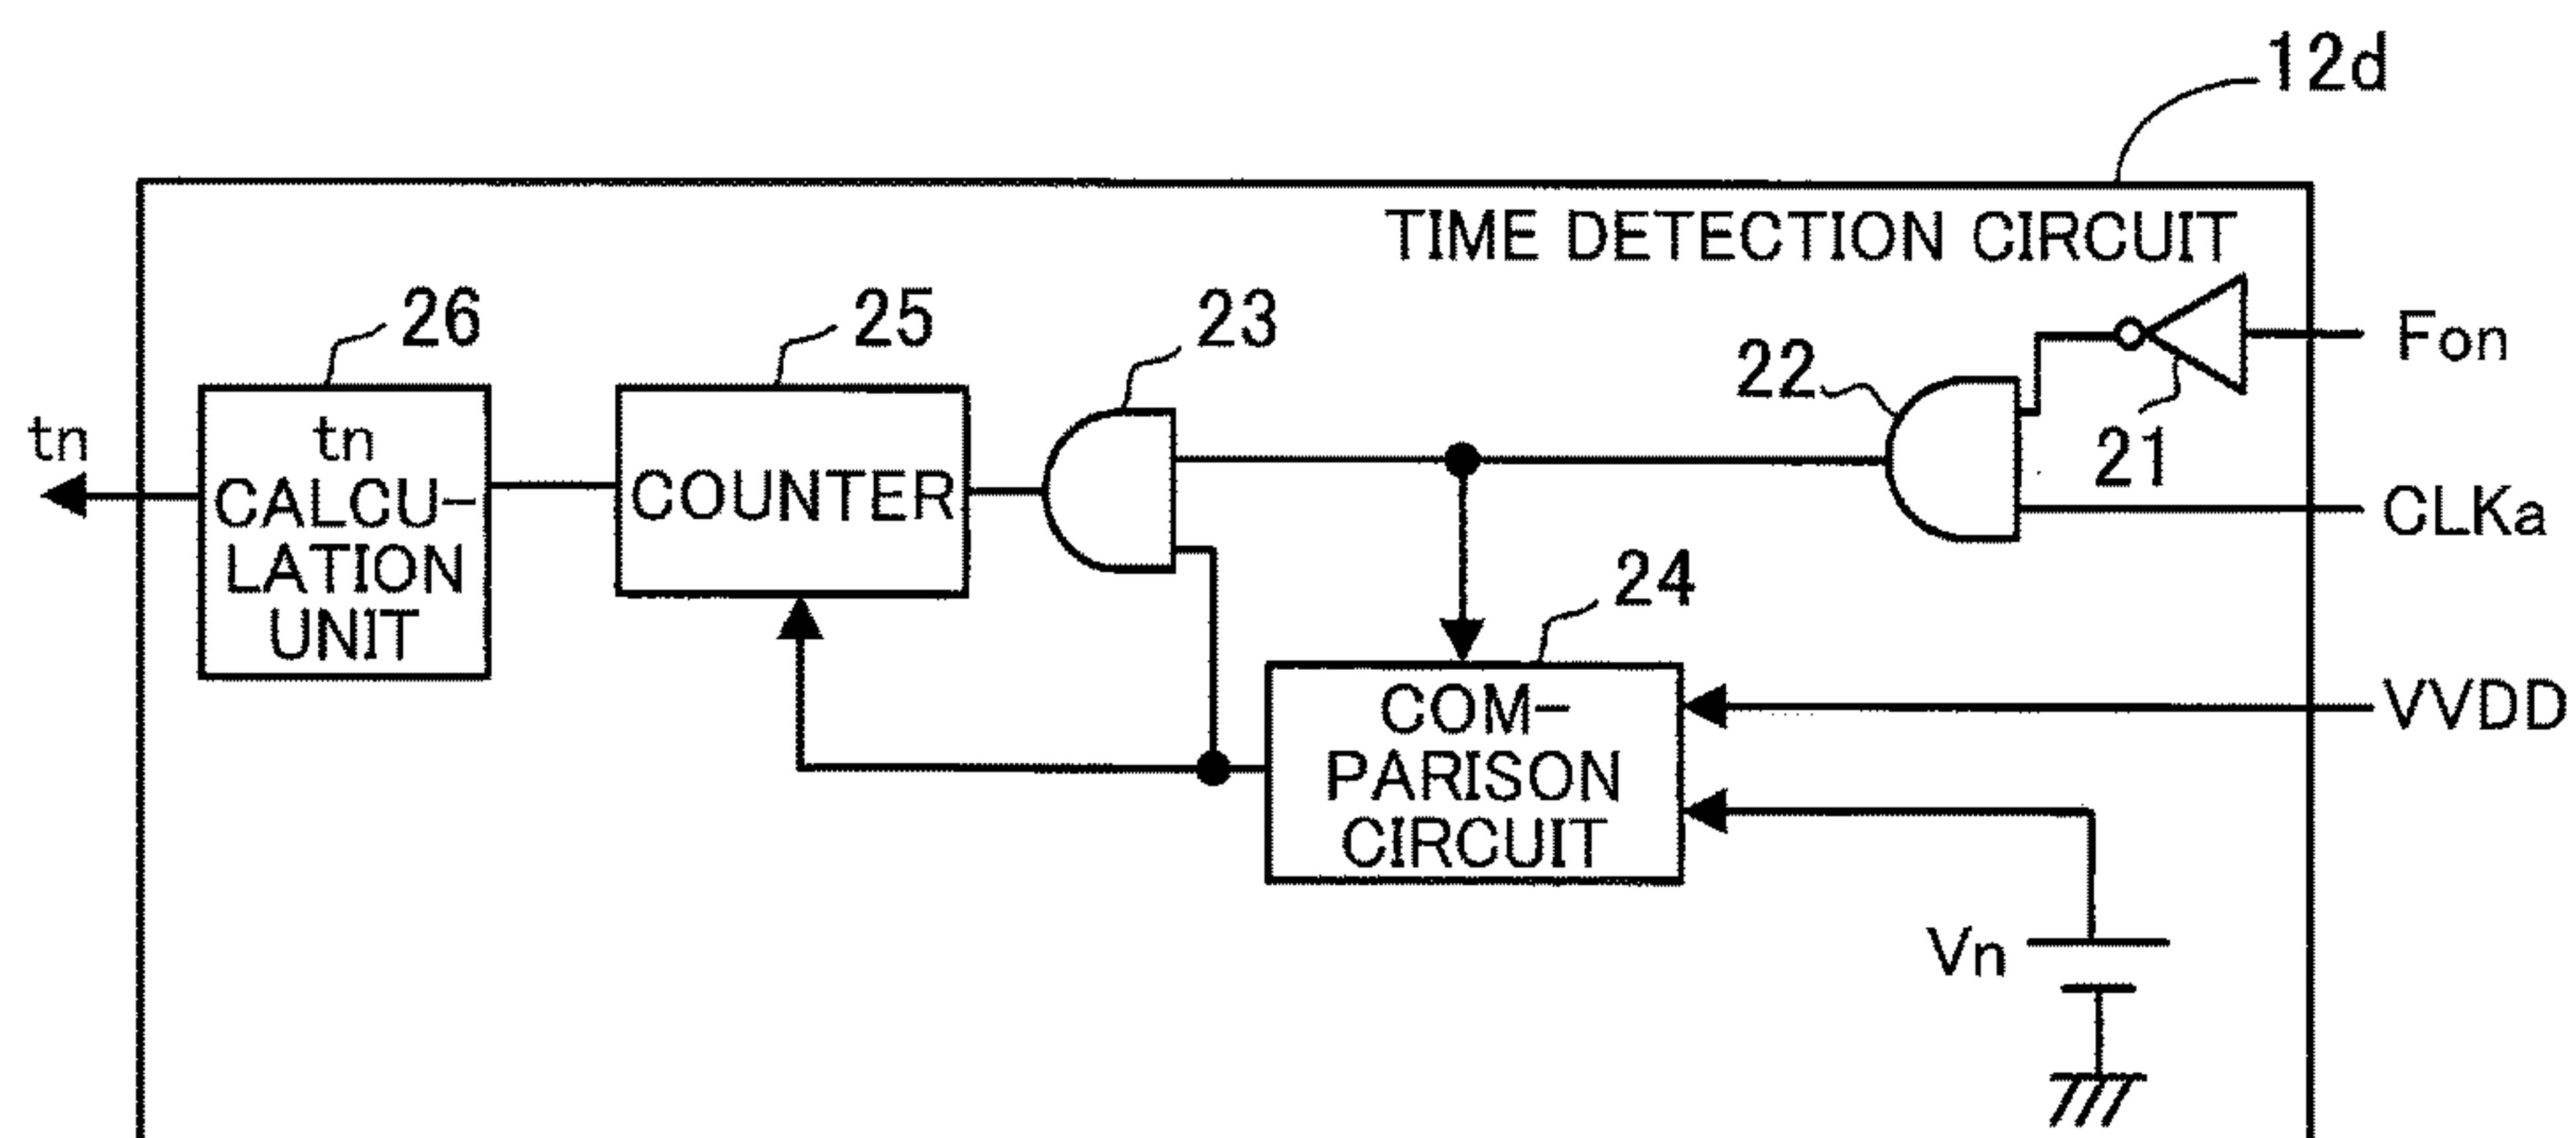 12d
TIME DETECTION CIRCUIT
26
25
23
22
21
Fon
tn
tn
CALCU-
LATION
UNIT
COUNTER
CLKa
24
COM-
PARISON
CIRCUIT
VVDD
Vn